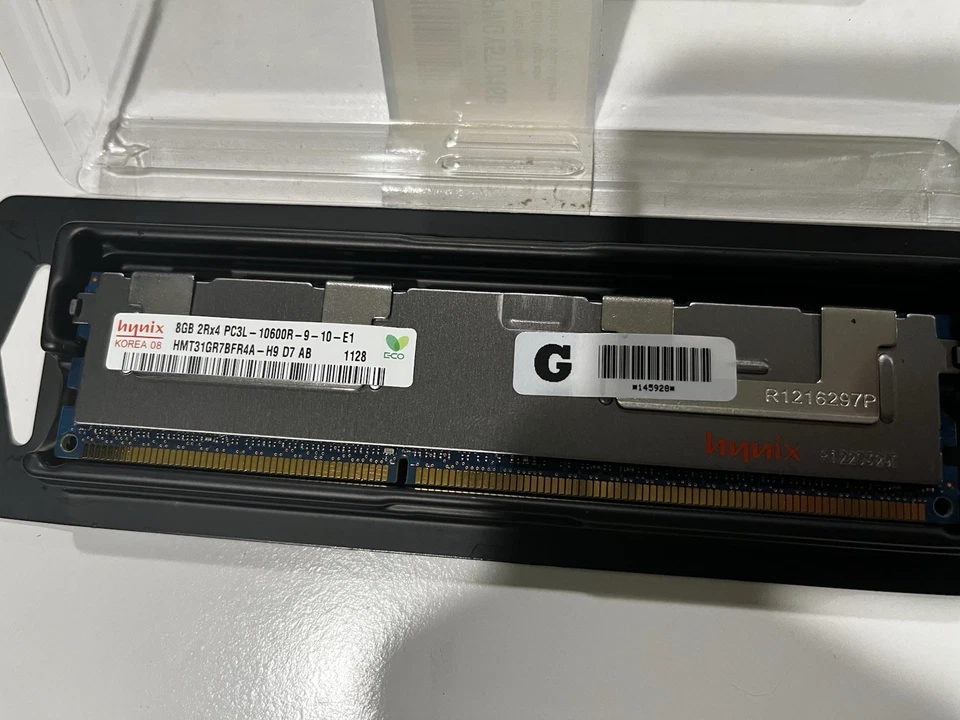 hynix
KOREA 08
8GB 2Rx4 PC3L-10600R-9-10-E1
HMT31GR7BFR4A-H9 D7 AB 1128
ECO
G
*145928*
R1216297P
hynix